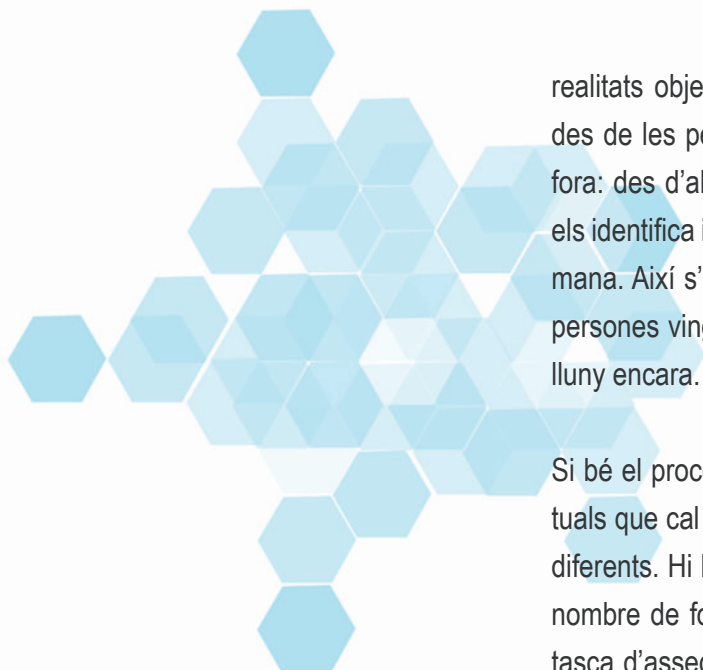 realitats obje
des de les pe
fora: des d'al
els identifica i
mana. Així s'
persones ving
lluny encara.
Si bé el proc
tuals que cal
diferents. Hi
nombre de fo
tasca d'asseg